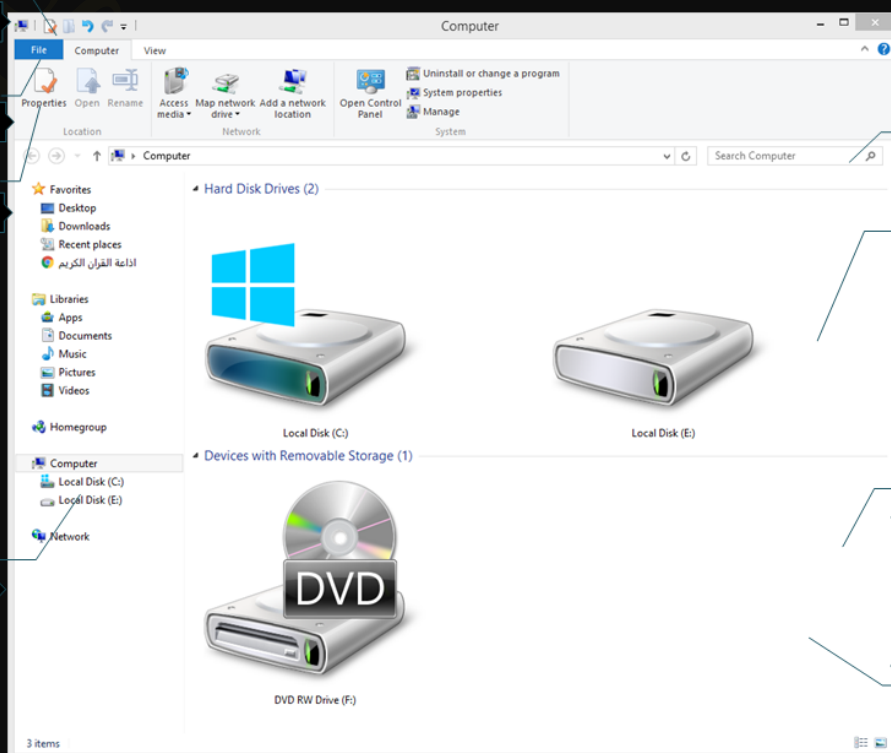 Computer
File Computer View
Properties Open Rename Access media Map network drive Add a network location Open Control Panel Uninstall or change a program
System properties
Manage
Location Network System
Computer Search Computer
Favorites
Desktop
Downloads
Recent places
اذاعة القران الكريم
Libraries
Apps
Documents
Music
Pictures
Videos
Homegroup
Computer
Local Disk (C:)
Local Disk (E:)
Network
Hard Disk Drives (2)
Local Disk (C:) Local Disk (E:)
Devices with Removable Storage (1)
DVD
DVD RW Drive (F:)
3 items